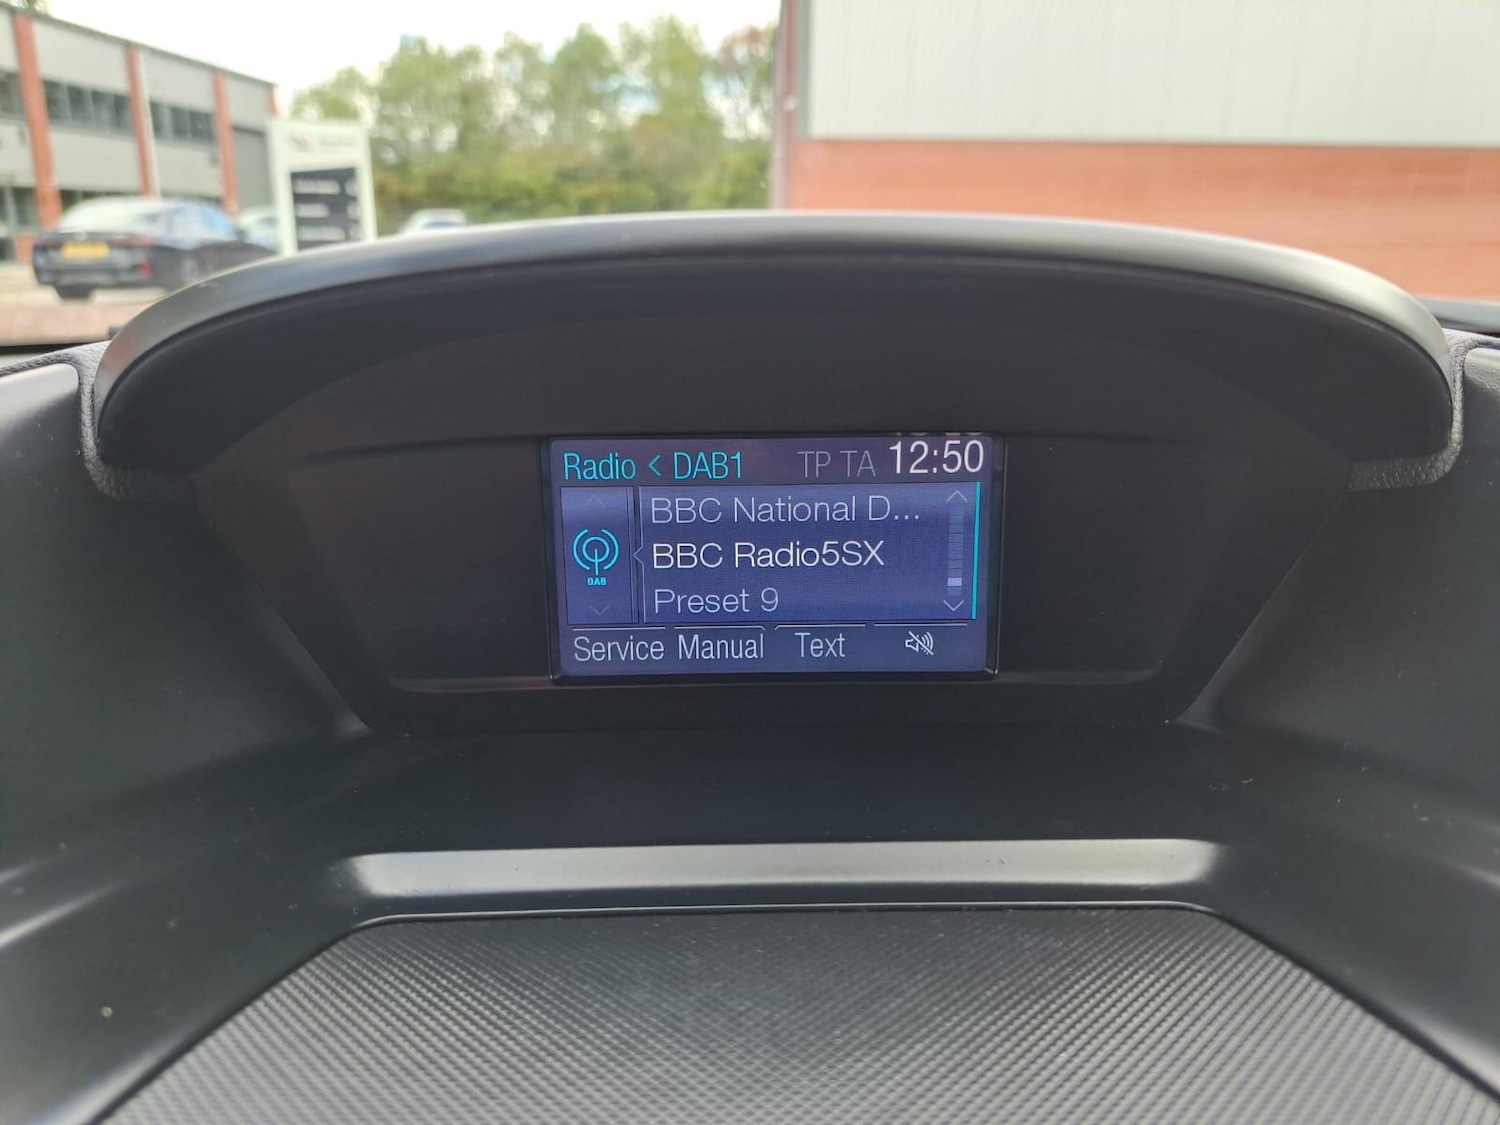 Radio < DAB1 TP TA 12:50
BBC National D...
BBC Radio5SX
DAB
Preset 9
Service Manual Text